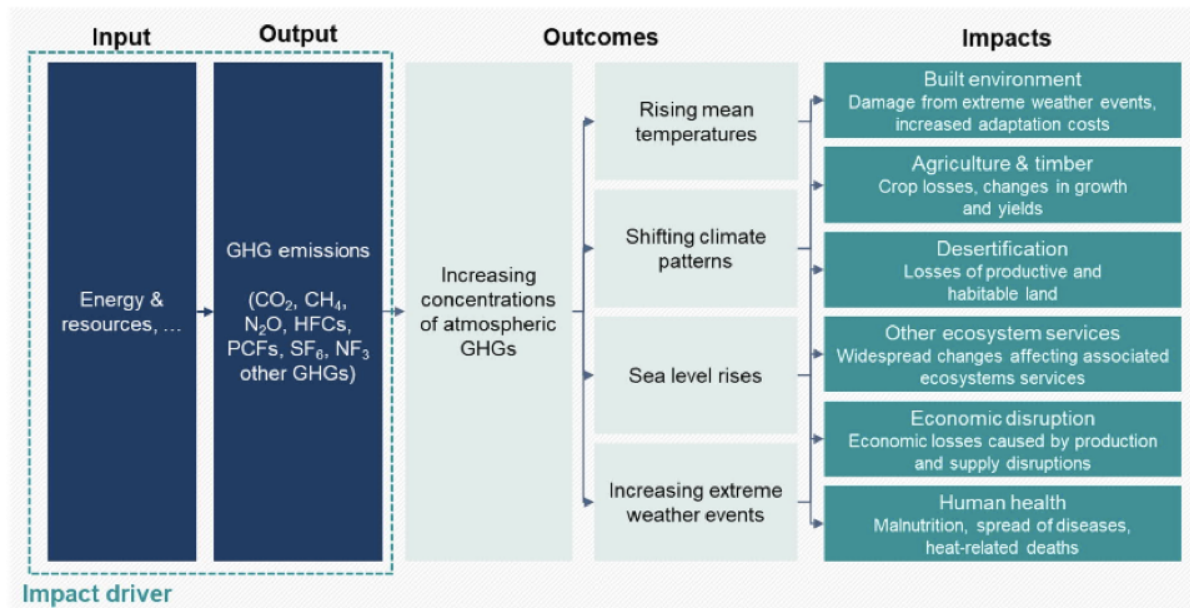 Input
Output
Outcomes
Impacts
Energy &
resources, ...
GHG emissions
(CO₂, CH₄,
N₂O, HFCs,
PCFs, SF₆, NF₃
other GHGs)
Increasing
concentrations
of atmospheric
GHGs
Rising mean
temperatures
Shifting climate
patterns
Sea level rises
Increasing extreme
weather events
Built environment
Damage from extreme weather events,
increased adaptation costs
Agriculture & timber
Crop losses, changes in growth
and yields
Desertification
Losses of productive and
habitable land
Other ecosystem services
Widespread changes affecting associated
ecosystems services
Economic disruption
Economic losses caused by production
and supply disruptions
Human health
Malnutrition, spread of diseases,
heat-related deaths
Impact driver